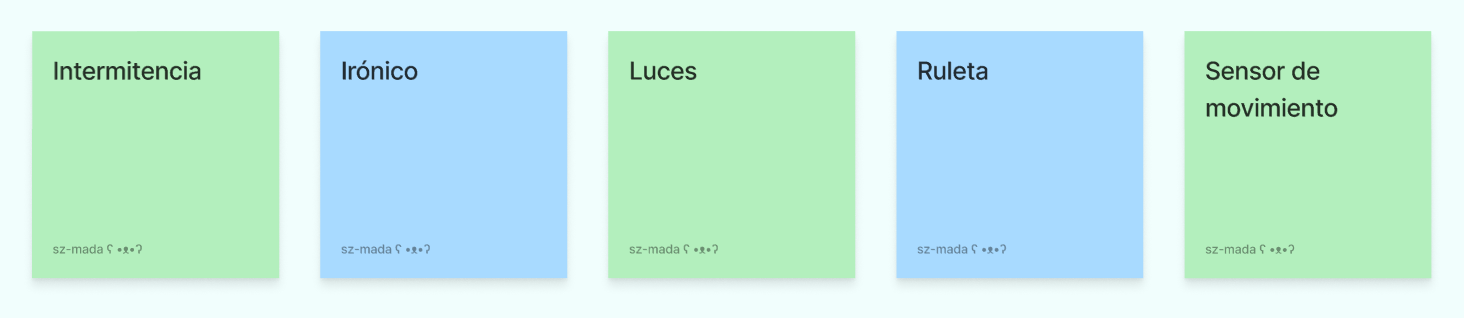 Intermitencia
sz-mada ʕ •ᴥ•ʔ
Irónico
sz-mada ʕ •ᴥ•ʔ
Luces
sz-mada ʕ •ᴥ•ʔ
Ruleta
sz-mada ʕ •ᴥ•ʔ
Sensor de
movimiento
sz-mada ʕ •ᴥ•ʔ